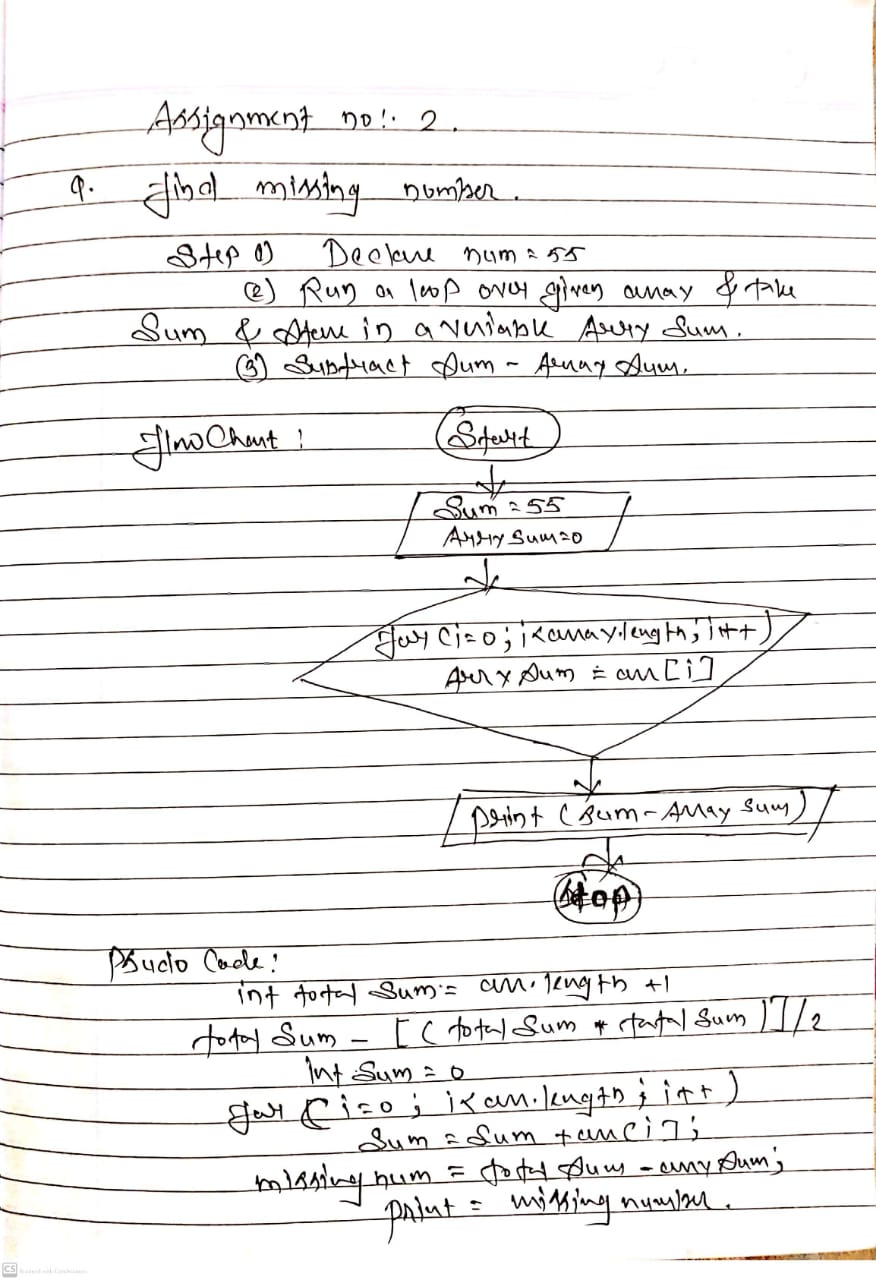 Assignment no:. 2.
Q. Find missing number.
Step 1) Declare num = 55
(2) Run a loop over given array & take
Sum & store in a variable Array Sum.
(3) Subtract Sum - Array Sum.
FlowChart :
Start
Sum = 55
Array Sum=0
for (i=0; i<array.length; i++)
Array Sum += arr[i]
print (Sum - Array Sum)
Stop
Psudo Code:
int total Sum = arr.length +1
total Sum - [( total Sum * total Sum )]/2
Int Sum = 0
for (i=0; i<arr.length; i++)
Sum = Sum + arr[i];
missing num = total Sum - array Sum;
print = missing number.
CS Scanned with CamScanner